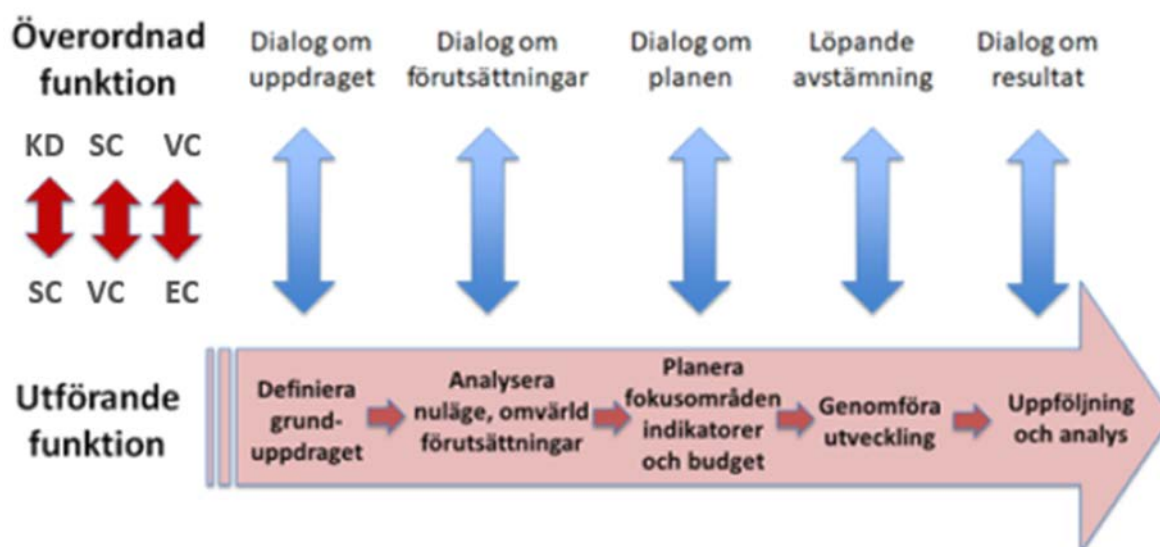 Överordnad
funktion
Dialog om
uppdraget
Dialog om
förutsättningar
Dialog om
planen
Löpande
avstämning
Dialog om
resultat
KD SC VC
SC VC EC
Utförande
funktion
Definiera
grund-
uppdraget
Analysera
nuläge, omvärld
förutsättningar
Planera
fokusområden
indikatorer
och budget
Genomföra
utveckling
Uppföljning
och analys